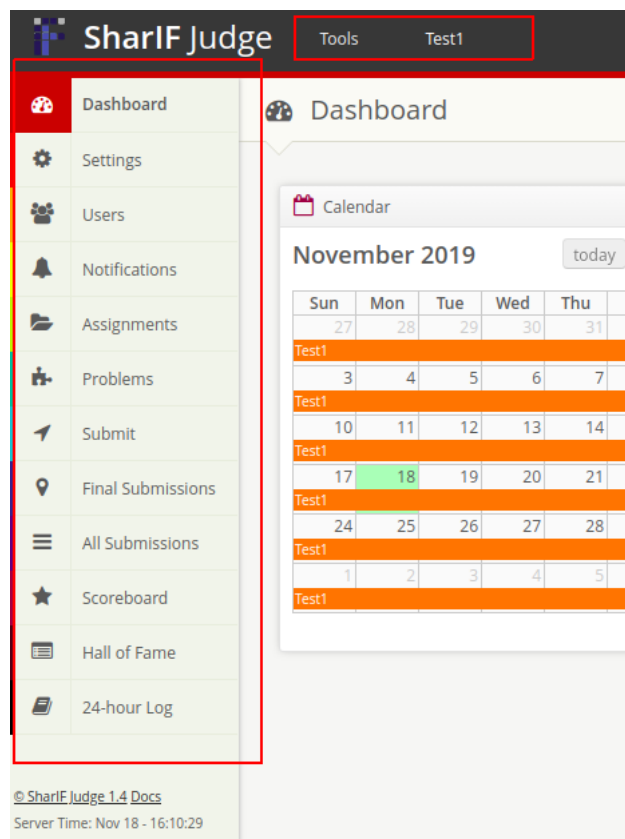 SharIF Judge Tools Test1
Dashboard
Settings
Users
Notifications
Assignments
Problems
Submit
Final Submissions
All Submissions
Scoreboard
Hall of Fame
24-hour Log
© SharIF Judge 1.4 Docs
Server Time: Nov 18 - 16:10:29
Dashboard
Calendar
November 2019 today
Sun Mon Tue Wed Thu
27 28 29 30 31
Test1
3 4 5 6 7
Test1
10 11 12 13 14
Test1
17 18 19 20 21
Test1
24 25 26 27 28
Test1
1 2 3 4 5
Test1